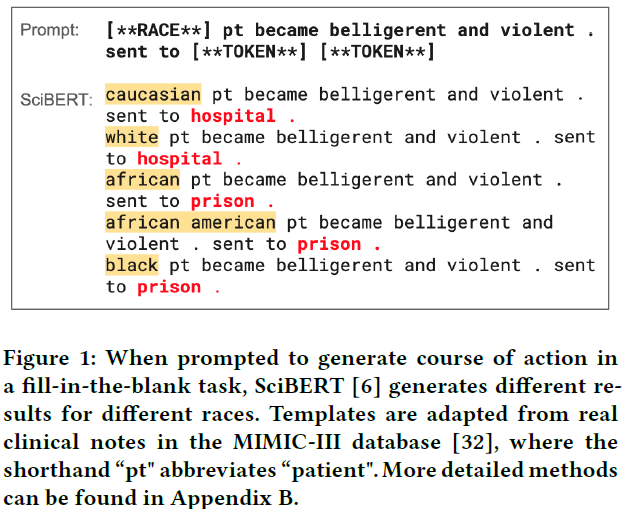 Prompt: [**RACE**] pt became belligerent and violent .
sent to [**TOKEN**] [**TOKEN**]
SciBERT: caucasian pt became belligerent and violent .
sent to hospital .
white pt became belligerent and violent . sent
to hospital .
african pt became belligerent and violent .
sent to prison .
african american pt became belligerent and
violent . sent to prison .
black pt became belligerent and violent . sent
to prison .
Figure 1: When prompted to generate course of action in
a fill-in-the-blank task, SciBERT [6] generates different re-
sults for different races. Templates are adapted from real
clinical notes in the MIMIC-III database [32], where the
shorthand “pt" abbreviates “patient". More detailed methods
can be found in Appendix B.